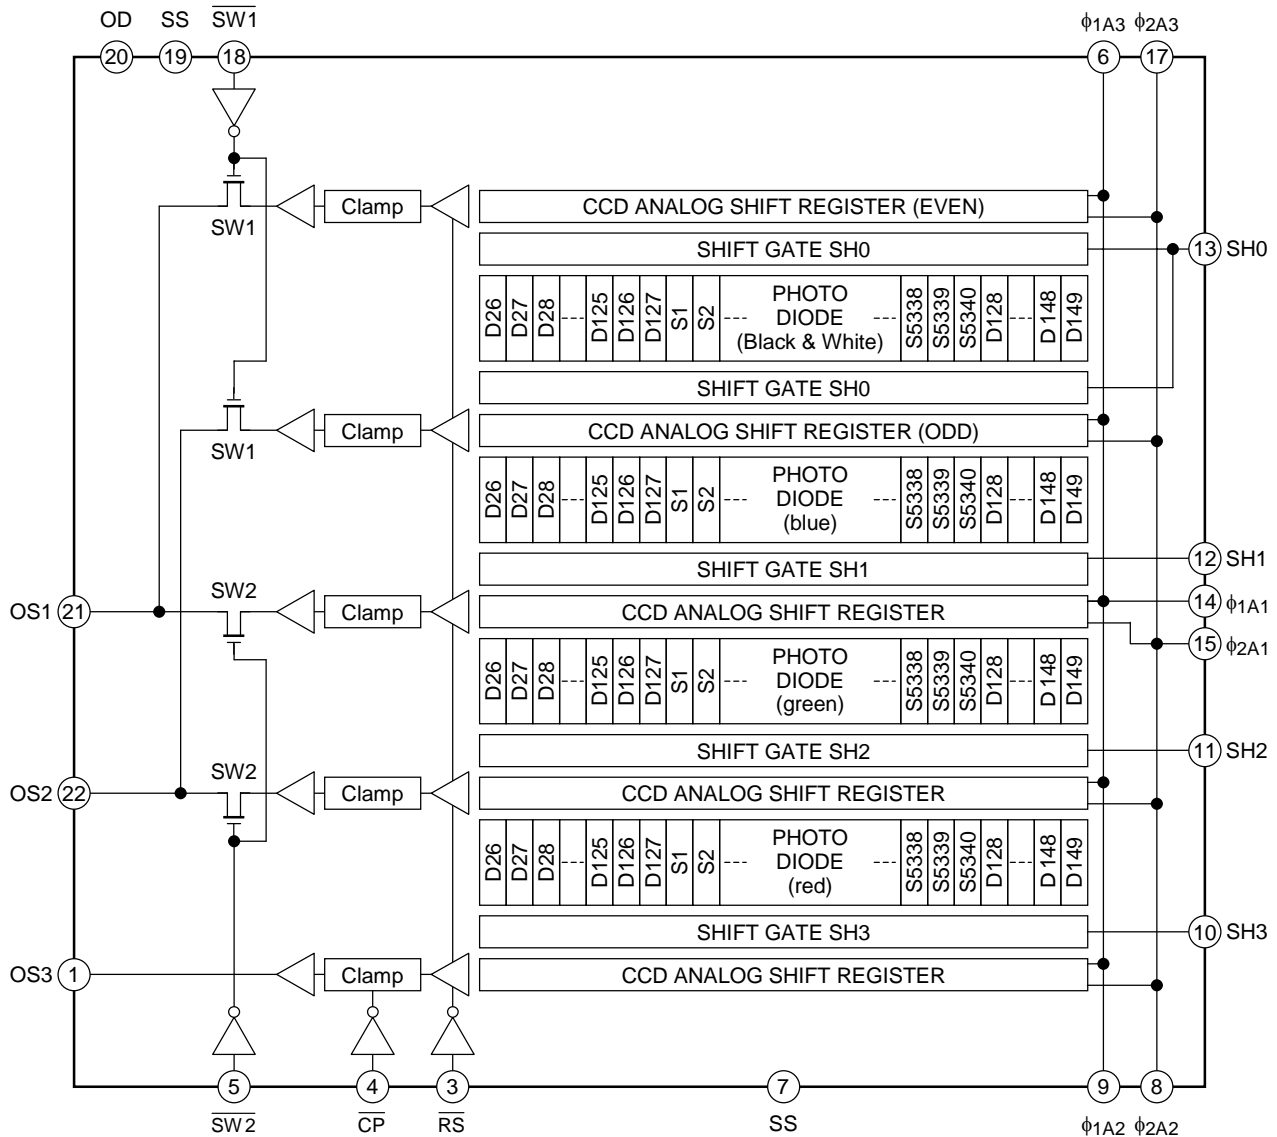 OD SS SW1 ϕ1A3 ϕ2A3
20 19 18 6 17
SW1 Clamp CCD ANALOG SHIFT REGISTER (EVEN)
SHIFT GATE SH0 13 SH0
D26 D27 D28 --- D125 D126 D127 S1 S2 --- PHOTO DIODE (Black & White) --- S5338 S5339 S5340 D128 --- D148 D149
SHIFT GATE SH0
SW1 Clamp CCD ANALOG SHIFT REGISTER (ODD)
D26 D27 D28 --- D125 D126 D127 S1 S2 --- PHOTO DIODE (blue) --- S5338 S5339 S5340 D128 --- D148 D149
SHIFT GATE SH1 12 SH1
OS1 21 SW2 Clamp CCD ANALOG SHIFT REGISTER 14 ϕ1A1
15 ϕ2A1
D26 D27 D28 --- D125 D126 D127 S1 S2 --- PHOTO DIODE (green) --- S5338 S5339 S5340 D128 --- D148 D149
SHIFT GATE SH2 11 SH2
OS2 22 SW2 Clamp CCD ANALOG SHIFT REGISTER
D26 D27 D28 --- D125 D126 D127 S1 S2 --- PHOTO DIODE (red) --- S5338 S5339 S5340 D128 --- D148 D149
SHIFT GATE SH3 10 SH3
OS3 1 Clamp CCD ANALOG SHIFT REGISTER
5 4 3 7 9 8
SW2 CP RS SS ϕ1A2 ϕ2A2